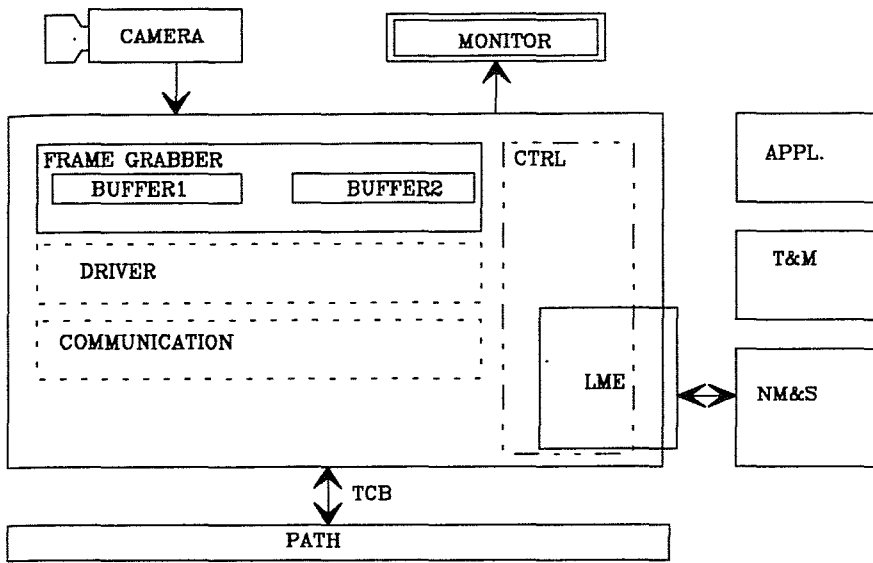 CAMERA
MONITOR
FRAME GRABBER
BUFFER1
BUFFER2
CTRL
APPL.
DRIVER
T&M
COMMUNICATION
LME
NM&S
TCB
PATH